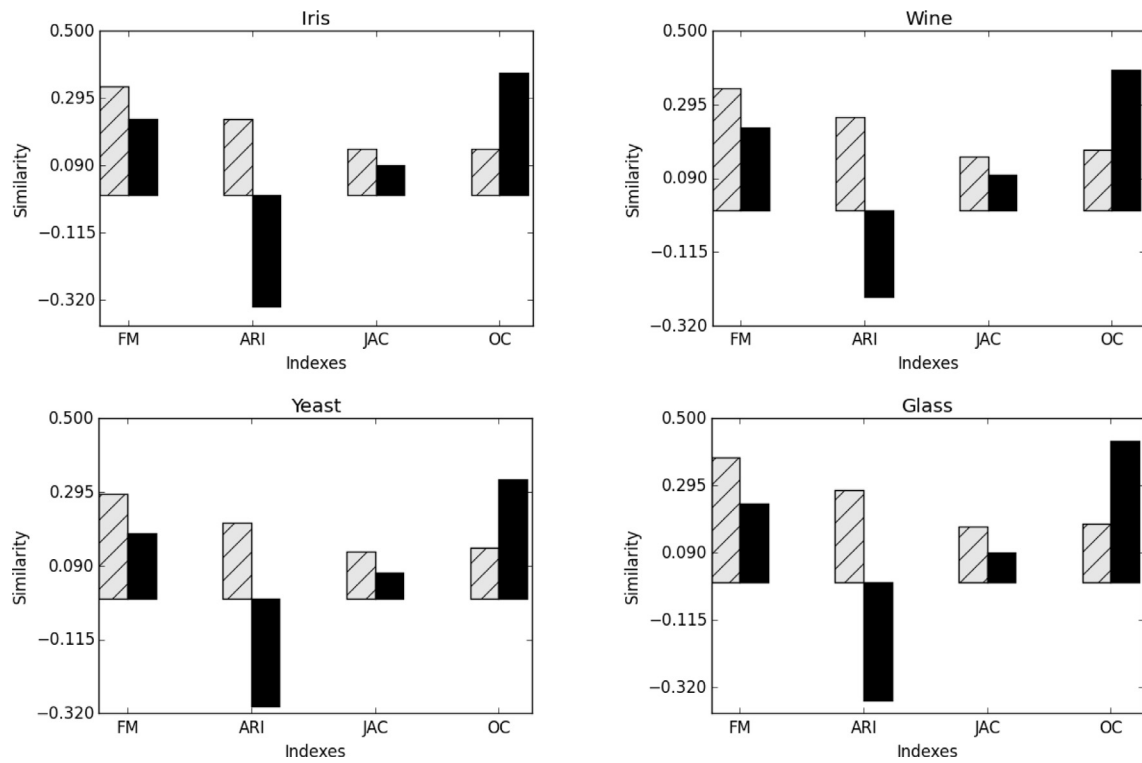 Iris
0.500
0.295
0.090
−0.115
−0.320
Similarity
FM ARI JAC OC
Indexes
Wine
0.500
0.295
0.090
−0.115
−0.320
Similarity
FM ARI JAC OC
Indexes
Yeast
0.500
0.295
0.090
−0.115
−0.320
Similarity
FM ARI JAC OC
Indexes
Glass
0.500
0.295
0.090
−0.115
−0.320
Similarity
FM ARI JAC OC
Indexes